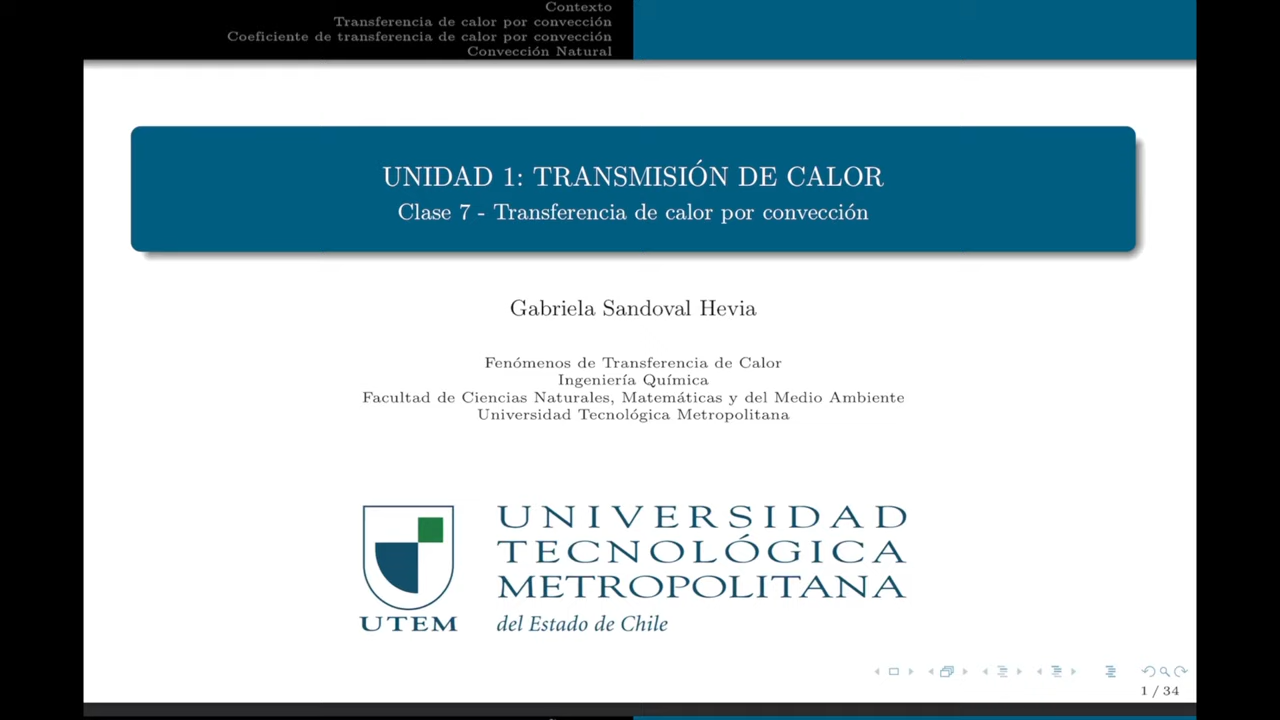 Contexto
Transferencia de calor por convección
Coeficiente de transferencia de calor por convección
Convección Natural
UNIDAD 1: TRANSMISIÓN DE CALOR
Clase 7 - Transferencia de calor por convección
Gabriela Sandoval Hevia
Fenómenos de Transferencia de Calor
Ingeniería Química
Facultad de Ciencias Naturales, Matemáticas y del Medio Ambiente
Universidad Tecnológica Metropolitana
UNIVERSIDAD
TECNOLÓGICA
METROPOLITANA
UTEM
del Estado de Chile
1 / 34